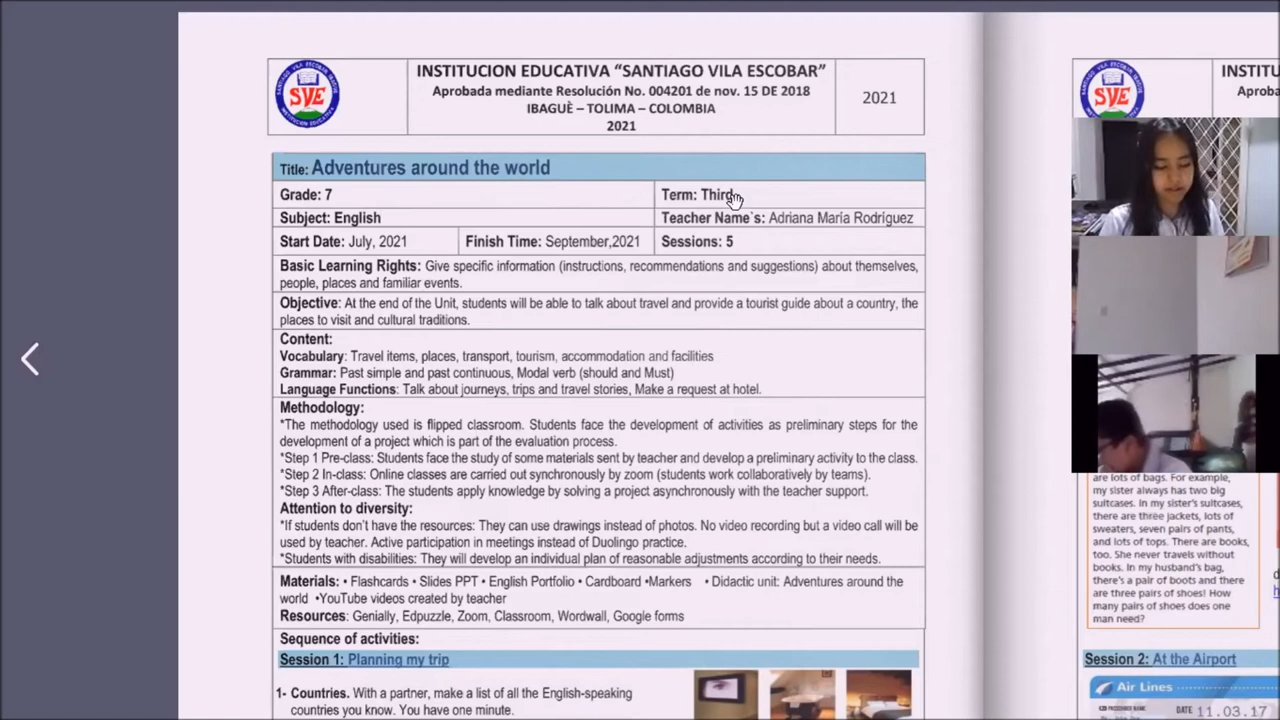 INSTITUCION EDUCATIVA “SANTIAGO VILA ESCOBAR”
Aprobada mediante Resolución No. 004201 de nov. 15 DE 2018
IBAGUÈ – TOLIMA – COLOMBIA
2021
2021
SVE
Title: Adventures around the world
Grade: 7
Term: Third
Subject: English
Teacher Name`s: Adriana María Rodríguez
Start Date: July, 2021
Finish Time: September,2021
Sessions: 5
Basic Learning Rights: Give specific information (instructions, recommendations and suggestions) about themselves,
people, places and familiar events.
Objective: At the end of the Unit, students will be able to talk about travel and provide a tourist guide about a country, the
places to visit and cultural traditions.
Content:
Vocabulary: Travel items, places, transport, tourism, accommodation and facilities
Grammar: Past simple and past continuous, Modal verb (should and Must)
Language Functions: Talk about journeys, trips and travel stories, Make a request at hotel.
Methodology:
*The methodology used is flipped classroom. Students face the development of activities as preliminary steps for the
development of a project which is part of the evaluation process.
*Step 1 Pre-class: Students face the study of some materials sent by teacher and develop a preliminary activity to the class.
*Step 2 In-class: Online classes are carried out synchronously by zoom (students work collaboratively by teams).
*Step 3 After-class: The students apply knowledge by solving a project asynchronously with the teacher support.
Attention to diversity:
*If students don’t have the resources: They can use drawings instead of photos. No video recording but a video call will be
used by teacher. Active participation in meetings instead of Duolingo practice.
*Students with disabilities: They will develop an individual plan of reasonable adjustments according to their needs.
Materials: • Flashcards • Slides PPT • English Portfolio • Cardboard •Markers • Didactic unit: Adventures around the
world •YouTube videos created by teacher
Resources: Genially, Edpuzzle, Zoom, Classroom, Wordwall, Google forms
Sequence of activities:
Session 1: Planning my trip
1- Countries. With a partner, make a list of all the English-speaking
countries you know. You have one minute.
INSTITU
Aproba
SVE
are lots of bags. For example,
my sister always has two big
suitcases. In my sister's suitcases,
there are three jackets, lots of
sweaters, seven pairs of pants,
and lots of tops. There are books,
too. She never travels without
books. In my husband's bag,
there's a pair of boots and there
are three pairs of shoes! How
many pairs of shoes does one
man need?
Session 2: At the Airport
Air Lines
DATE 11.03.17